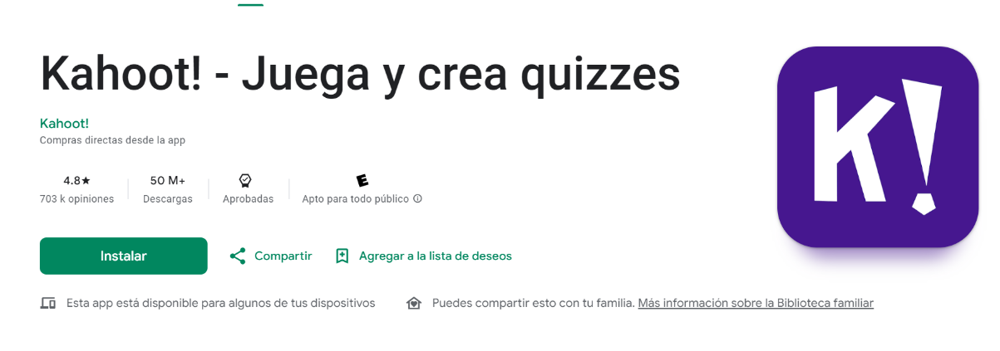 Kahoot! - Juega y crea quizzes
Kahoot!
Compras directas desde la app
4.8★ 50 M+ E
703 k opiniones Descargas Aprobadas Apto para todo público
Instalar Compartir Agregar a la lista de deseos
Esta app está disponible para algunos de tus dispositivos Puedes compartir esto con tu familia. Más información sobre la Biblioteca familiar
K!